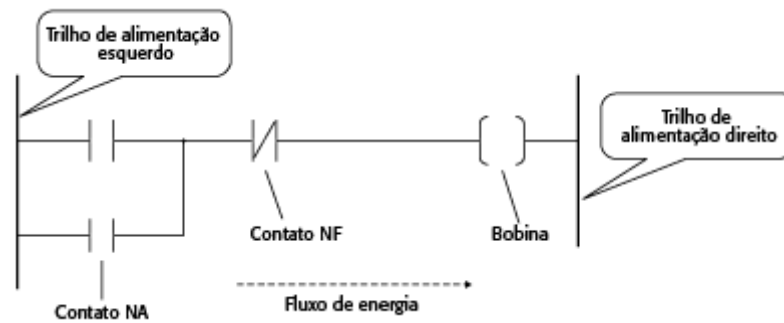 Trilho de alimentação
esquerdo
Trilho de
alimentação direito
Contato NF
Bobina
Contato NA
Fluxo de energia